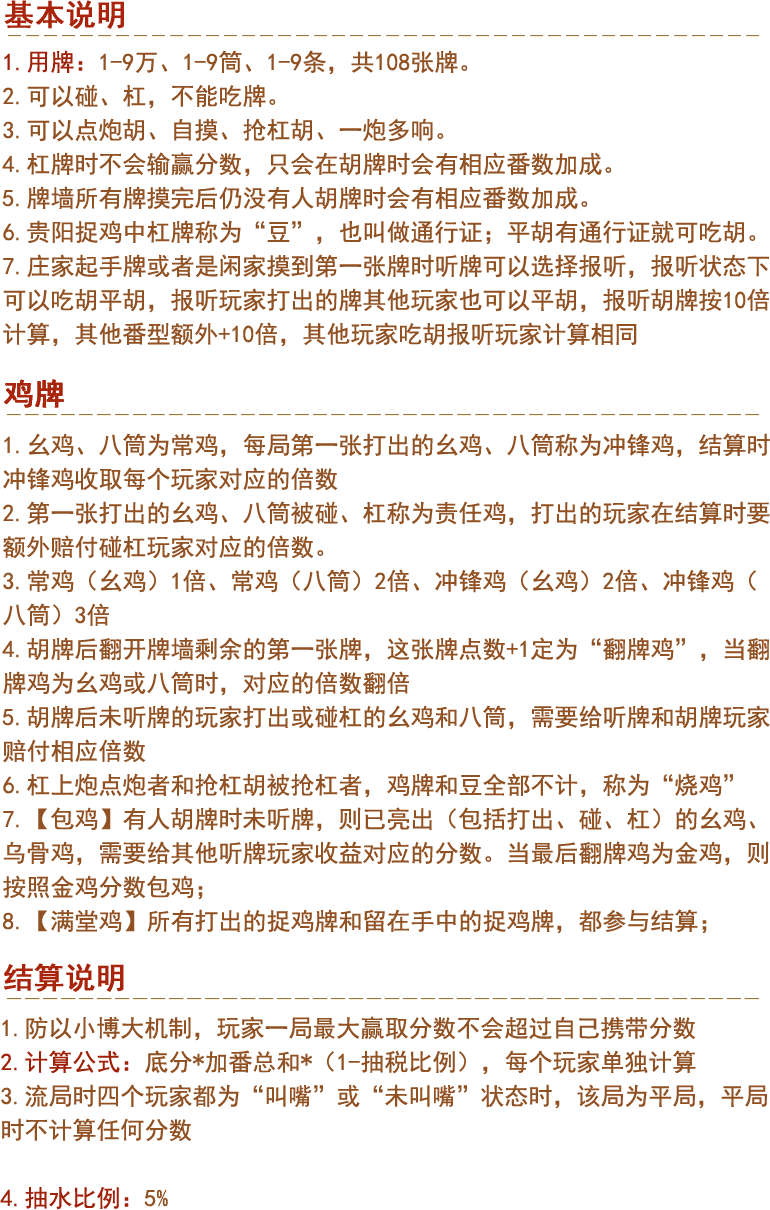 基本说明
1.用牌：1-9万、1-9筒、1-9条，共108张牌。
2.可以碰、杠，不能吃牌。
3.可以点炮胡、自摸、抢杠胡、一炮多响。
4.杠牌时不会输赢分数，只会在胡牌时会有相应番数加成。
5.牌墙所有牌摸完后仍没有人胡牌时会有相应番数加成。
6.贵阳捉鸡中杠牌称为“豆”，也叫做通行证；平胡有通行证就可吃胡。
7.庄家起手牌或者是闲家摸到第一张牌时听牌可以选择报听，报听状态下
可以吃胡平胡，报听玩家打出的牌其他玩家也可以平胡，报听胡牌按10倍
计算，其他番型额外+10倍，其他玩家吃胡报听玩家计算相同
鸡牌
1.幺鸡、八筒为常鸡，每局第一张打出的幺鸡、八筒称为冲锋鸡，结算时
冲锋鸡收取每个玩家对应的倍数
2.第一张打出的幺鸡、八筒被碰、杠称为责任鸡，打出的玩家在结算时要
额外赔付碰杠玩家对应的倍数。
3.常鸡（幺鸡）1倍、常鸡（八筒）2倍、冲锋鸡（幺鸡）2倍、冲锋鸡（
八筒）3倍
4.胡牌后翻开牌墙剩余的第一张牌，这张牌点数+1定为“翻牌鸡”，当翻
牌鸡为幺鸡或八筒时，对应的倍数翻倍
5.胡牌后未听牌的玩家打出或碰杠的幺鸡和八筒，需要给听牌和胡牌玩家
赔付相应倍数
6.杠上炮点炮者和抢杠胡被抢杠者，鸡牌和豆全部不计，称为“烧鸡”
7.【包鸡】有人胡牌时未听牌，则已亮出（包括打出、碰、杠）的幺鸡、
乌骨鸡，需要给其他听牌玩家收益对应的分数。当最后翻牌鸡为金鸡，则
按照金鸡分数包鸡；
8.【满堂鸡】所有打出的捉鸡牌和留在手中的捉鸡牌，都参与结算；
结算说明
1.防以小博大机制，玩家一局最大赢取分数不会超过自己携带分数
2.计算公式：底分*加番总和*（1-抽税比例），每个玩家单独计算
3.流局时四个玩家都为“叫嘴”或“未叫嘴”状态时，该局为平局，平局
时不计算任何分数
4.抽水比例：5%